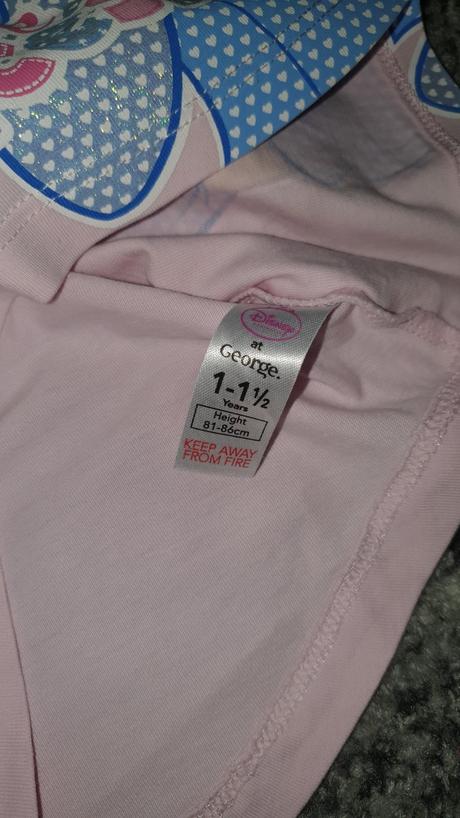 Disney
at
George.
1-1½
Years
Height
81-86cm
KEEP AWAY
FROM FIRE